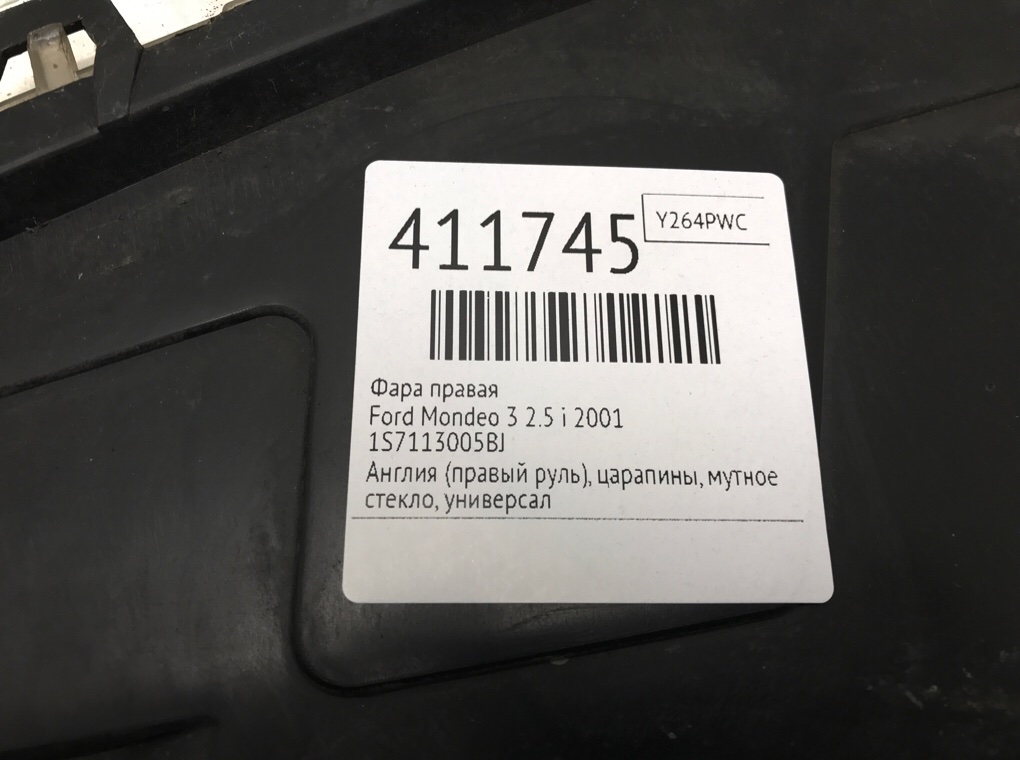 411745
Y264PWC
Фара правая
Ford Mondeo 3 2.5 i 2001
1S7113005BJ
Англия (правый руль), царапины, мутное
стекло, универсал